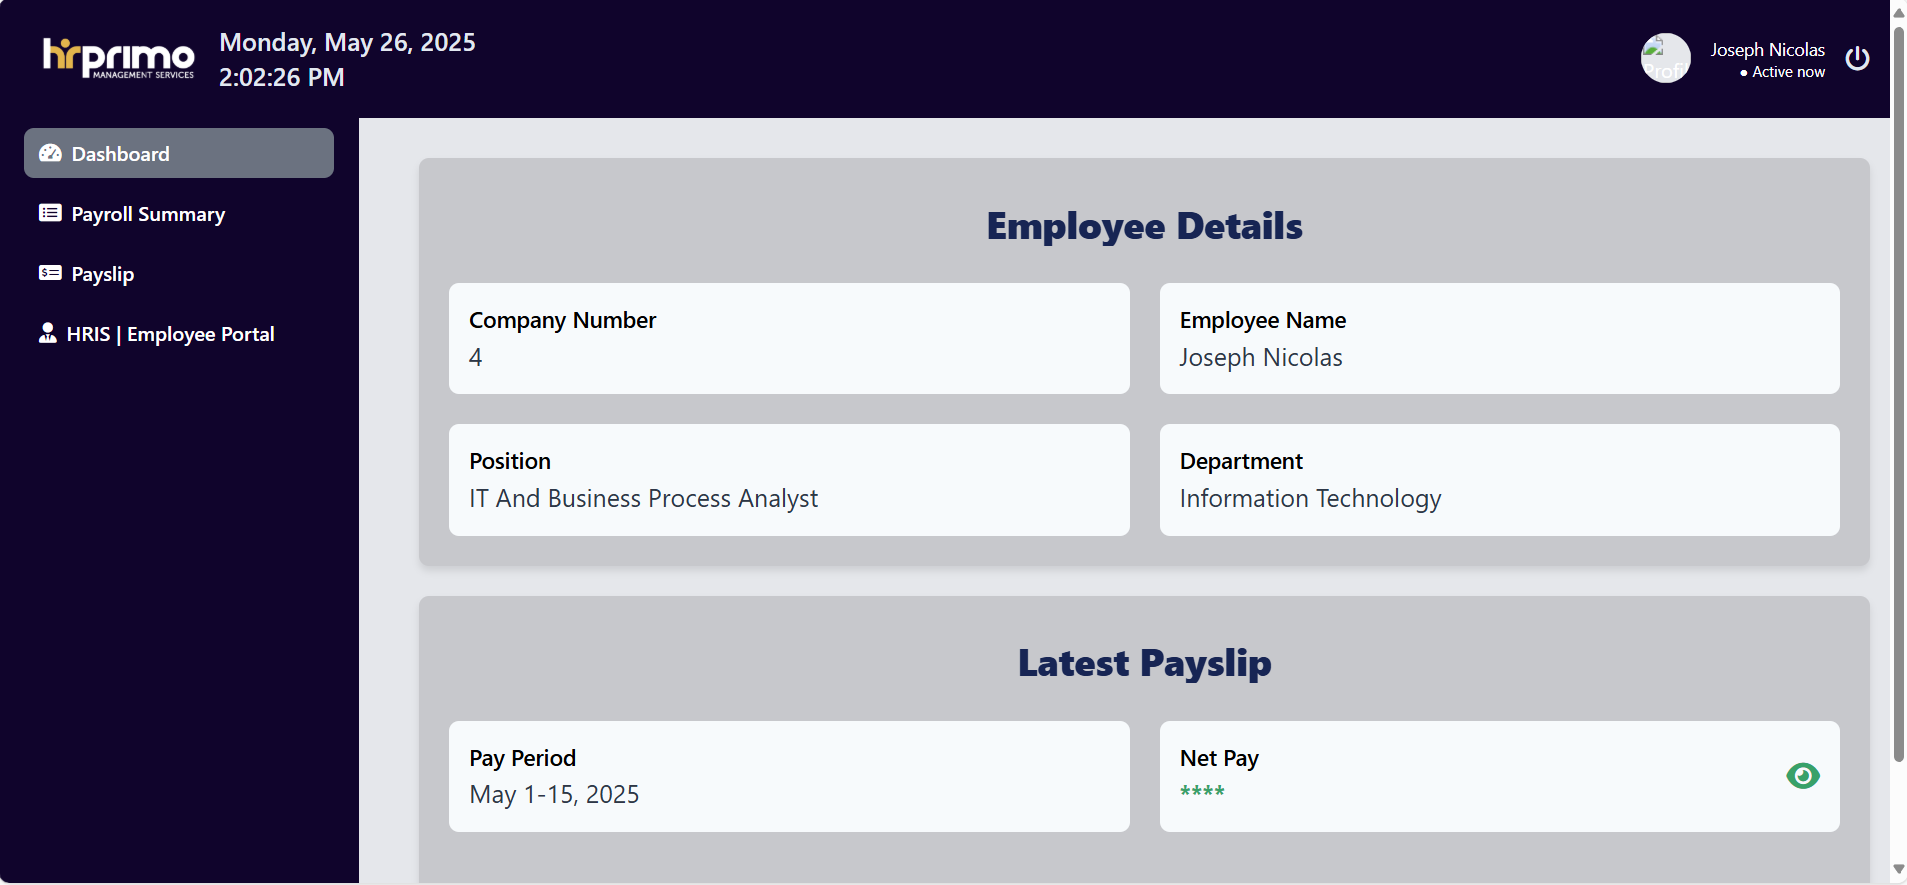 hrprimo
MANAGEMENT SERVICES
Monday, May 26, 2025
2:02:26 PM
Joseph Nicolas
Active now
Dashboard
Payroll Summary
Payslip
HRIS | Employee Portal
Employee Details
Company Number
4
Employee Name
Joseph Nicolas
Position
IT And Business Process Analyst
Department
Information Technology
Latest Payslip
Pay Period
May 1-15, 2025
Net Pay
****